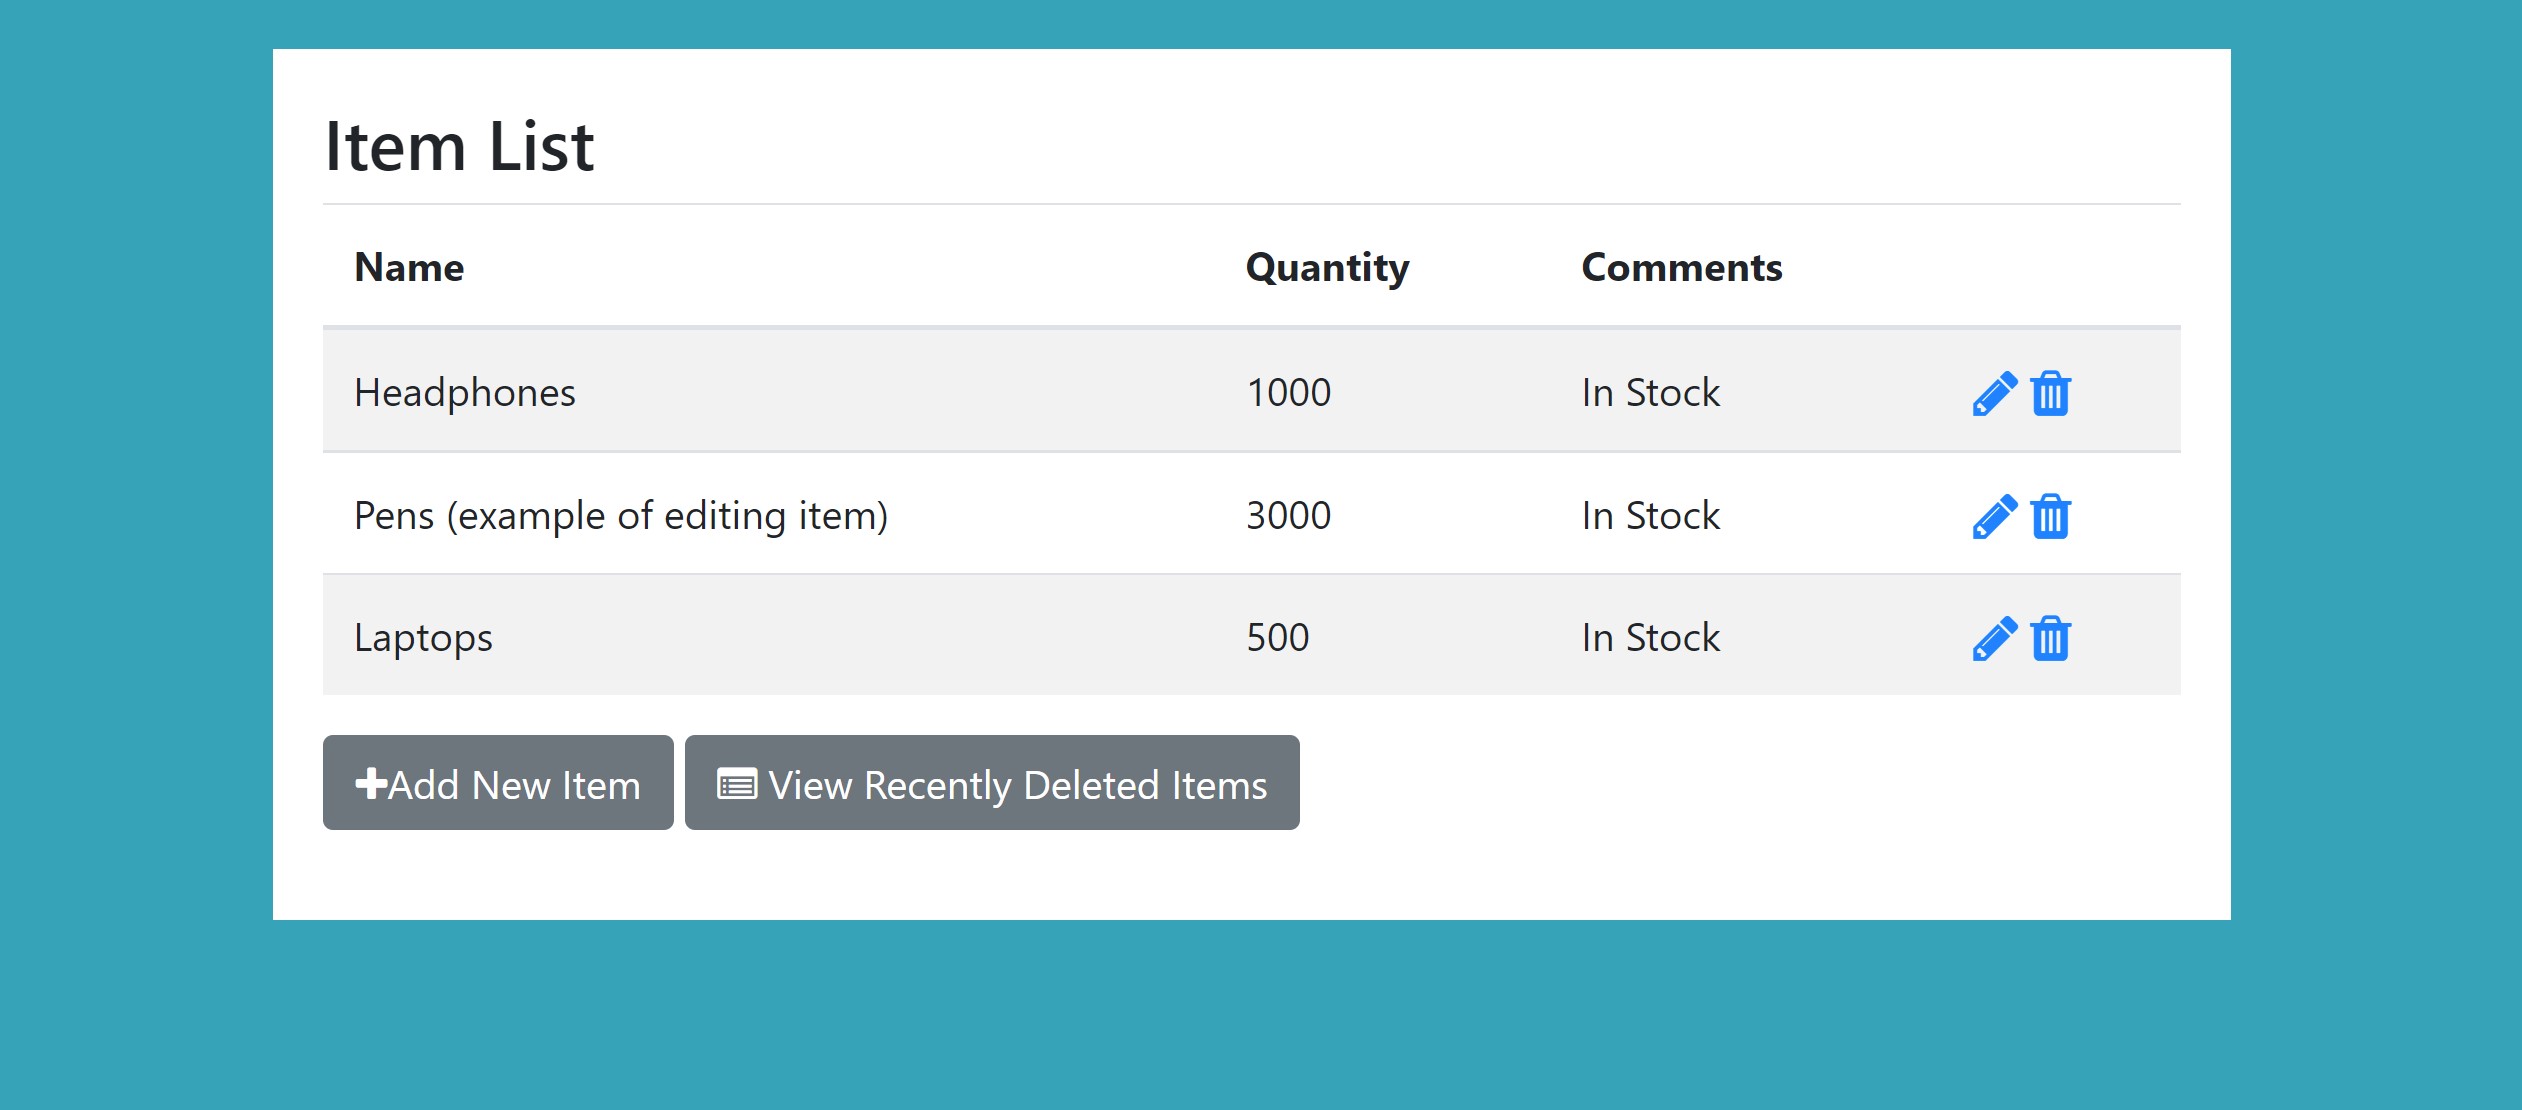 Item List
Name Quantity Comments
Headphones 1000 In Stock
Pens (example of editing item) 3000 In Stock
Laptops 500 In Stock
Add New Item View Recently Deleted Items